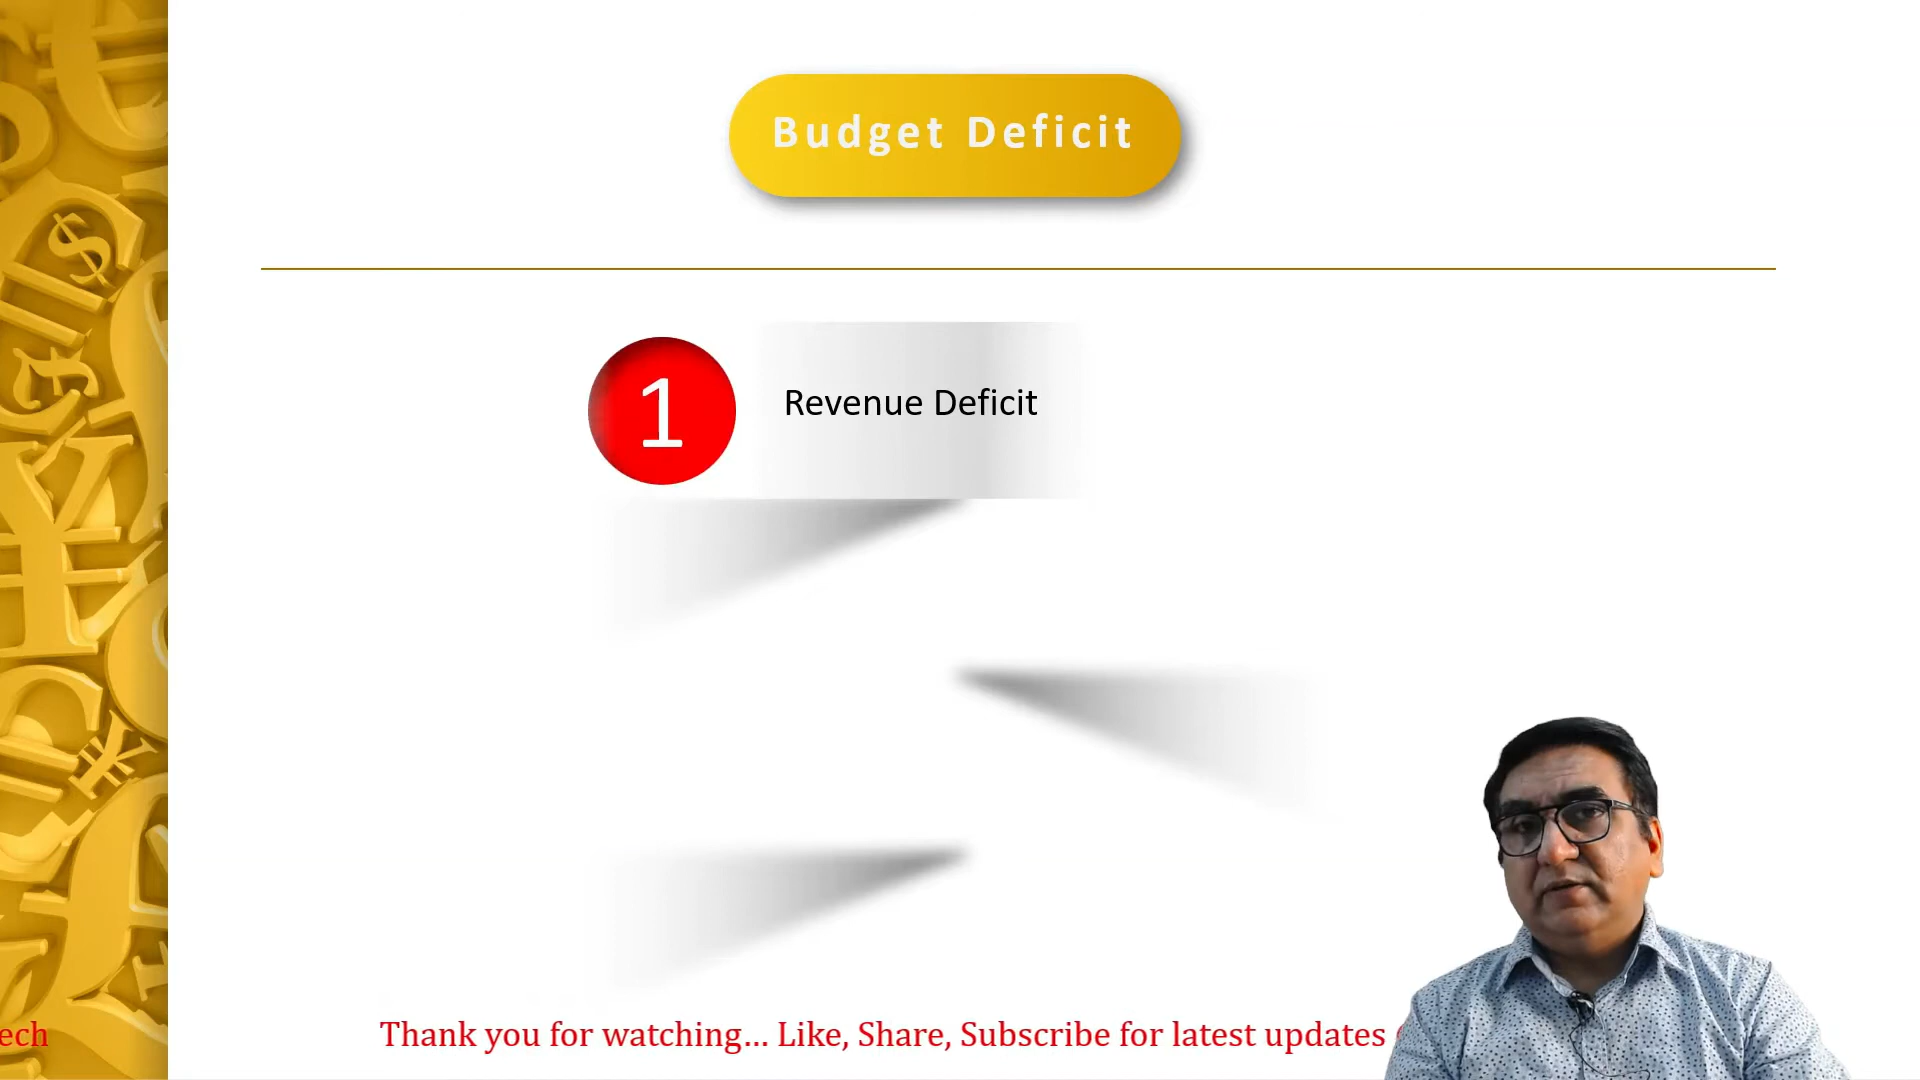 Budget Deficit
1
Revenue Deficit
ech Thank you for watching... Like, Share, Subscribe for latest updates